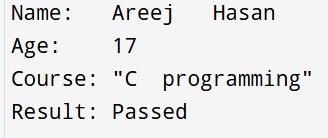 Name:   Areej   Hasan
Age:    17
Course: "C  programming"
Result: Passed